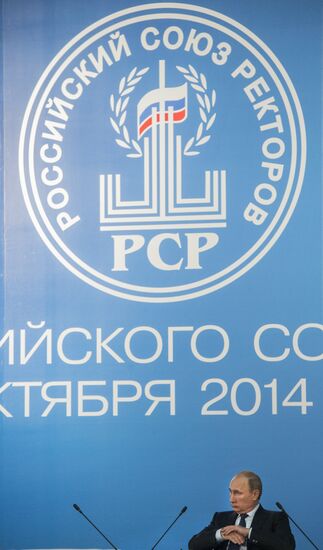 РОССИЙСКИЙ СОЮЗ РЕКТОРОВ
РСР
ИЙСКОГО СО
КТЯБРЯ 2014